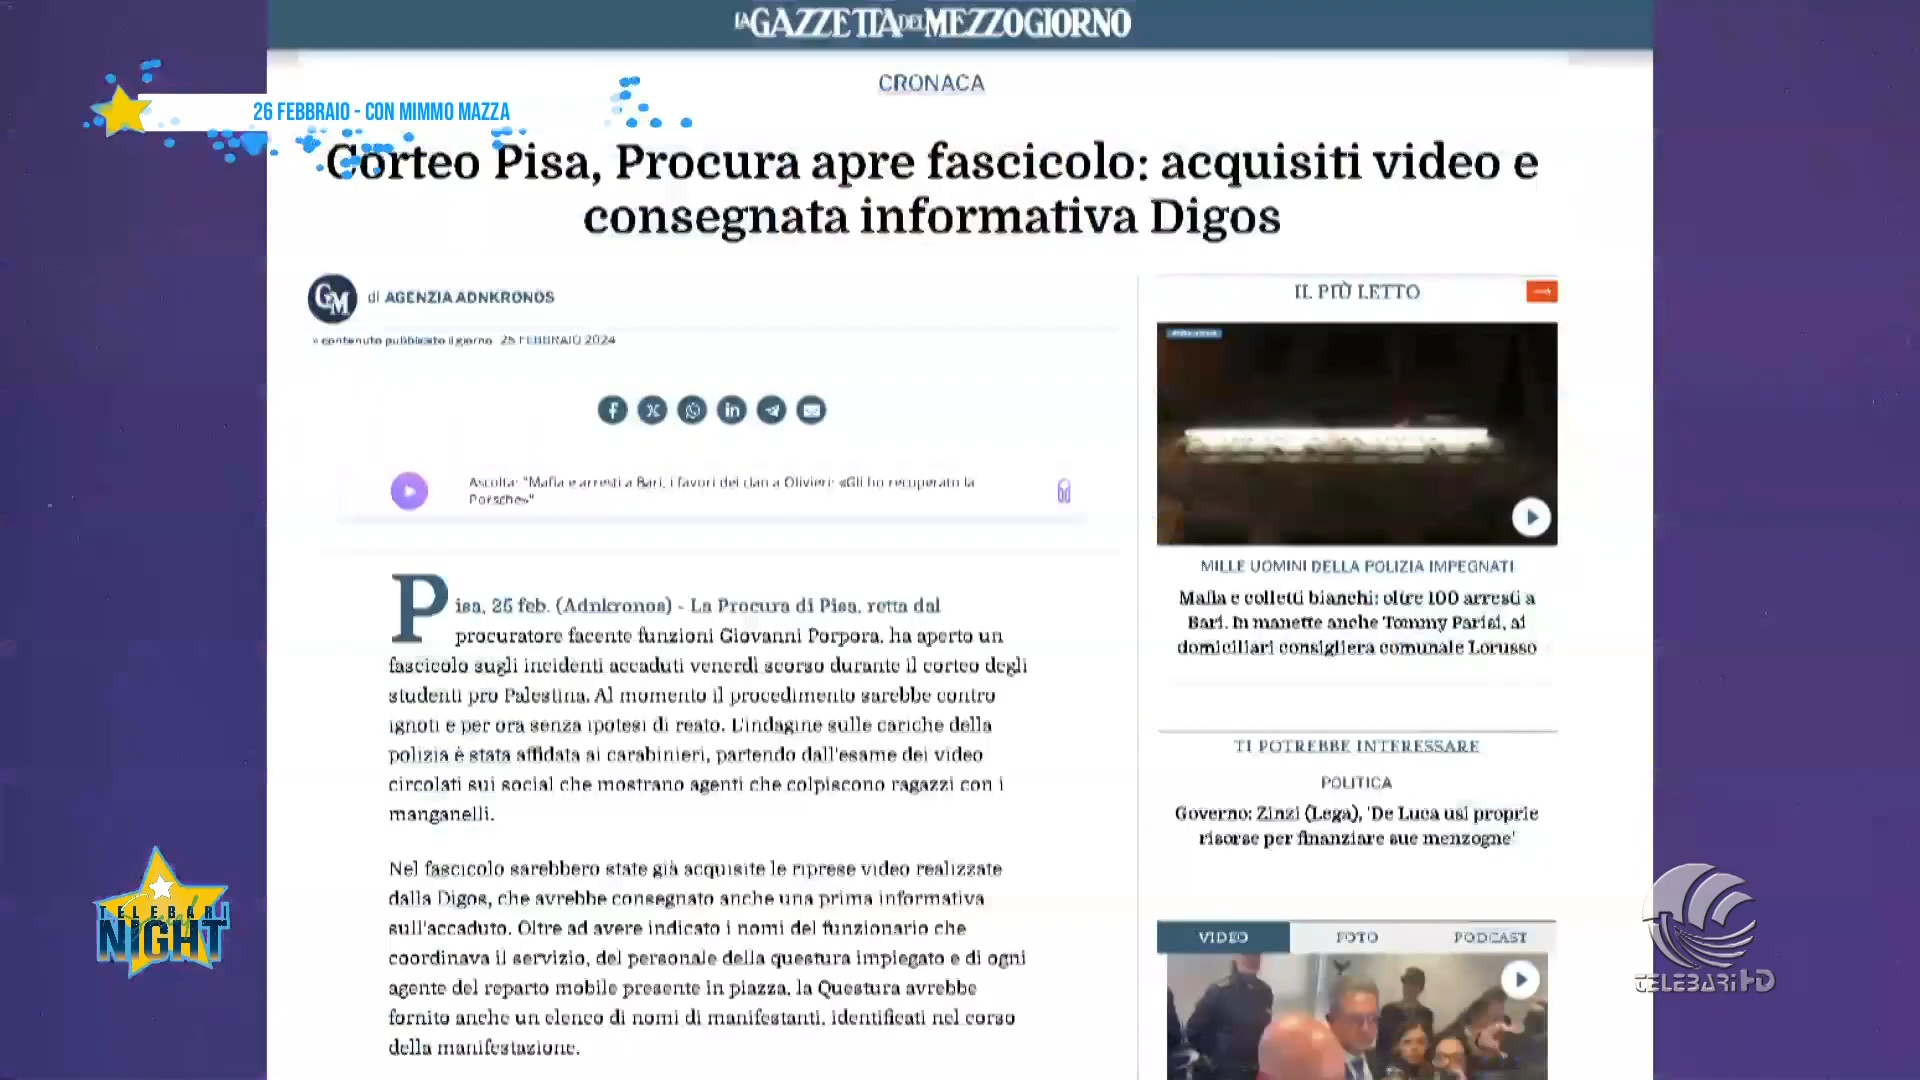 LA GAZZETTA DEL MEZZOGIORNO
CRONACA
26 FEBBRAIO - CON MIMMO MAZZA
Corteo Pisa, Procura apre fascicolo: acquisiti video e
consegnata informativa Digos
GM
di AGENZIA ADNKRONOS
» contenuto pubblicato il giorno 25 FEBBRAIO 2024
Ascolta: "Mafia e arresti a Bari, i favori del clan a Olivieri: «Gli ho recuperato la
Porsche»"
Pisa, 25 feb. (Adnkronos) - La Procura di Pisa, retta dal
procuratore facente funzioni Giovanni Porpora, ha aperto un
fascicolo sugli incidenti accaduti venerdì scorso durante il corteo degli
studenti pro Palestina. Al momento il procedimento sarebbe contro
ignoti e per ora senza ipotesi di reato. L'indagine sulle cariche della
polizia è stata affidata ai carabinieri, partendo dall'esame dei video
circolati sui social che mostrano agenti che colpiscono ragazzi con i
manganelli.
Nel fascicolo sarebbero state già acquisite le riprese video realizzate
dalla Digos, che avrebbe consegnato anche una prima informativa
sull'accaduto. Oltre ad avere indicato i nomi del funzionario che
coordinava il servizio, del personale della questura impiegato e di ogni
agente del reparto mobile presente in piazza, la Questura avrebbe
fornito anche un elenco di nomi di manifestanti, identificati nel corso
della manifestazione.
IL PIÙ LETTO
MILLE UOMINI DELLA POLIZIA IMPEGNATI
Mafia e colletti bianchi: oltre 100 arresti a
Bari. In manette anche Tommy Parisi, ai
domiciliari consigliera comunale Lorusso
TI POTREBBE INTERESSARE
POLITICA
Governo: Zinzi (Lega), 'De Luca usi proprie
risorse per finanziare sue menzogne'
VIDEO FOTO PODCAST
TELEBARI
NIGHT
TELEBARI HD